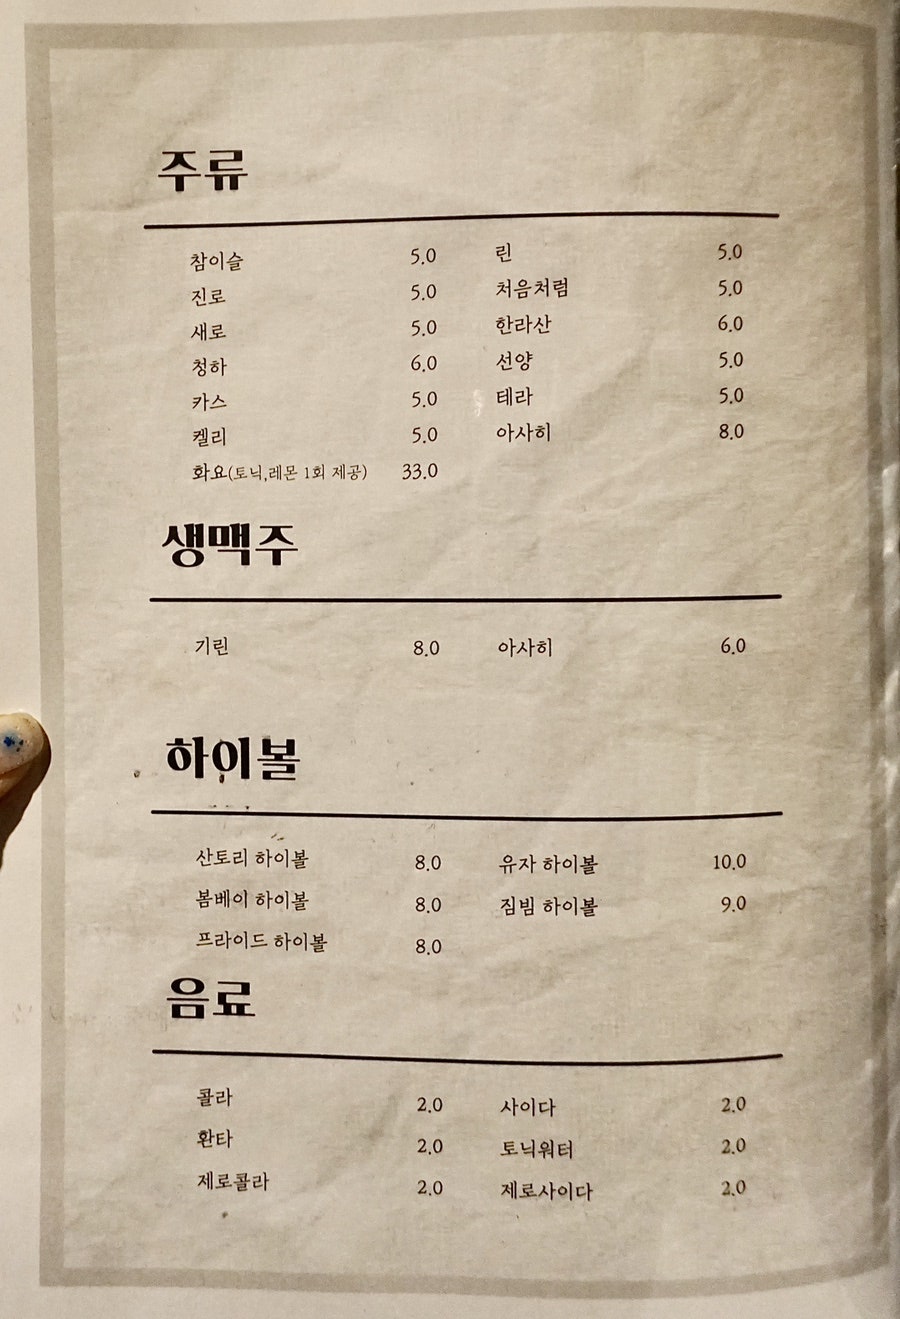 주류
참이슬 5.0 린 5.0
진로 5.0 처음처럼 5.0
새로 5.0 한라산 6.0
청하 6.0 선양 5.0
카스 5.0 테라 5.0
켈리 5.0 아사히 8.0
화요(토닉,레몬 1회 제공) 33.0
생맥주
기린 8.0 아사히 6.0
하이볼
산토리 하이볼 8.0 유자 하이볼 10.0
봄베이 하이볼 8.0 짐빔 하이볼 9.0
프라이드 하이볼 8.0
음료
콜라 2.0 사이다 2.0
환타 2.0 토닉워터 2.0
제로콜라 2.0 제로사이다 2.0